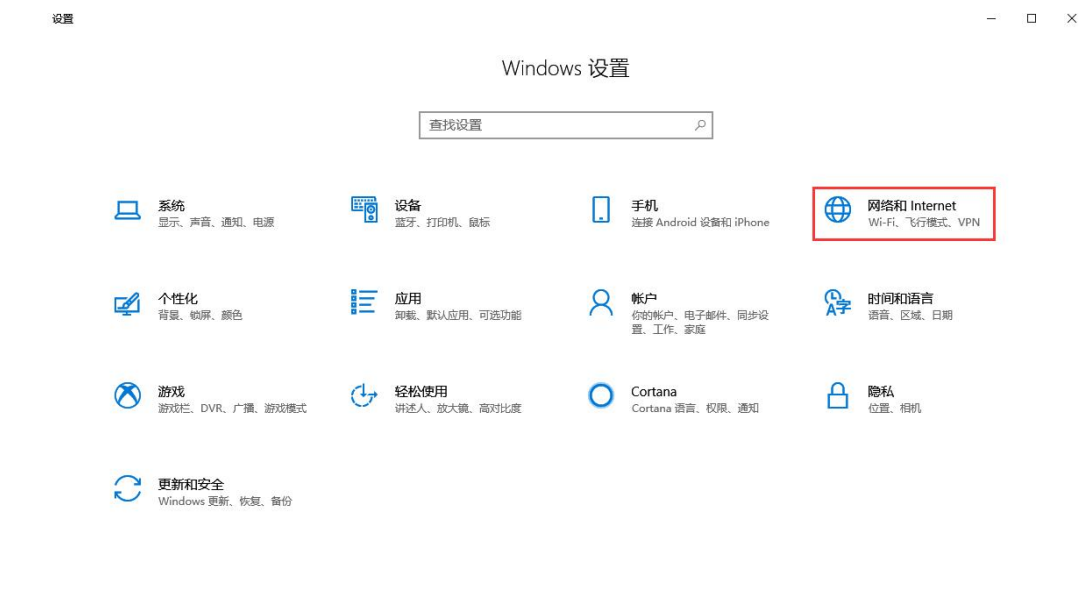 设置
Windows 设置
查找设置
系统
显示、声音、通知、电源
设备
蓝牙、打印机、鼠标
手机
连接 Android 设备和 iPhone
网络和 Internet
Wi-Fi、飞行模式、VPN
个性化
背景、锁屏、颜色
应用
卸载、默认应用、可选功能
帐户
你的帐户、电子邮件、同步设
置、工作、家庭
时间和语言
语音、区域、日期
游戏
游戏栏、DVR、广播、游戏模式
轻松使用
讲述人、放大镜、高对比度
Cortana
Cortana 语言、权限、通知
隐私
位置、相机
更新和安全
Windows 更新、恢复、备份